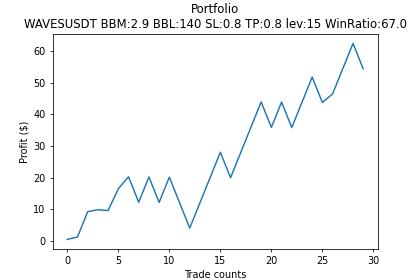 Portfolio
WAVESUSDT BBM:2.9 BBL:140 SL:0.8 TP:0.8 lev:15 WinRatio:67.0
60
50
40
30
20
10
0
Profit ($)
0 5 10 15 20 25 30
Trade counts